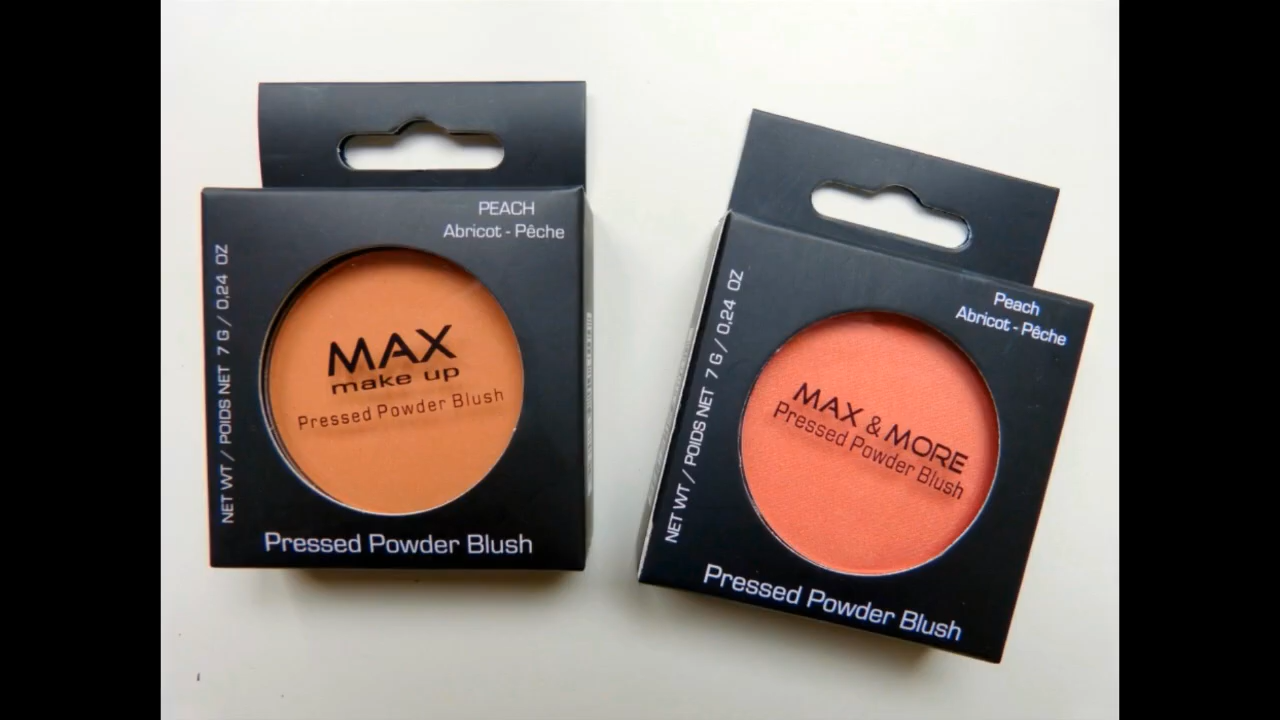 PEACH
Abricot - Pêche
NET WT / POIDS NET 7 G / 0,24 OZ
MAX
make up
Pressed Powder Blush
Pressed Powder Blush
Peach
Abricot - Pêche
NET WT / POIDS NET 7 G / 0,24 OZ
MAX & MORE
Pressed Powder Blush
Pressed Powder Blush